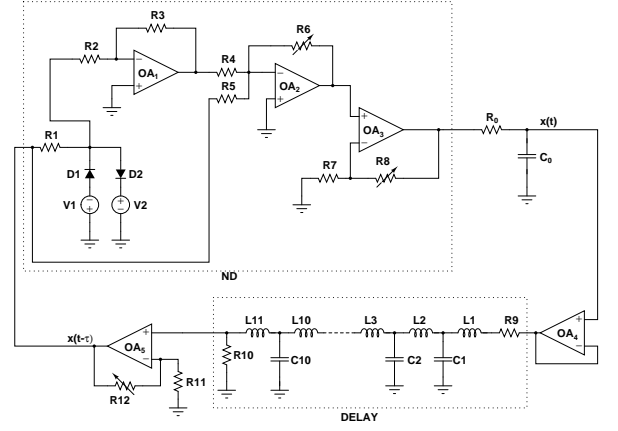 R3
R6
R2
OA1
R4
OA2
R5
OA3
R0
x(t)
C0
R1
D1
D2
R7
R8
V1
V2
ND
x(t-τ)
L11
L10
L3
L2
L1
R9
OA4
OA5
R10
C10
C2
C1
R12
R11
DELAY